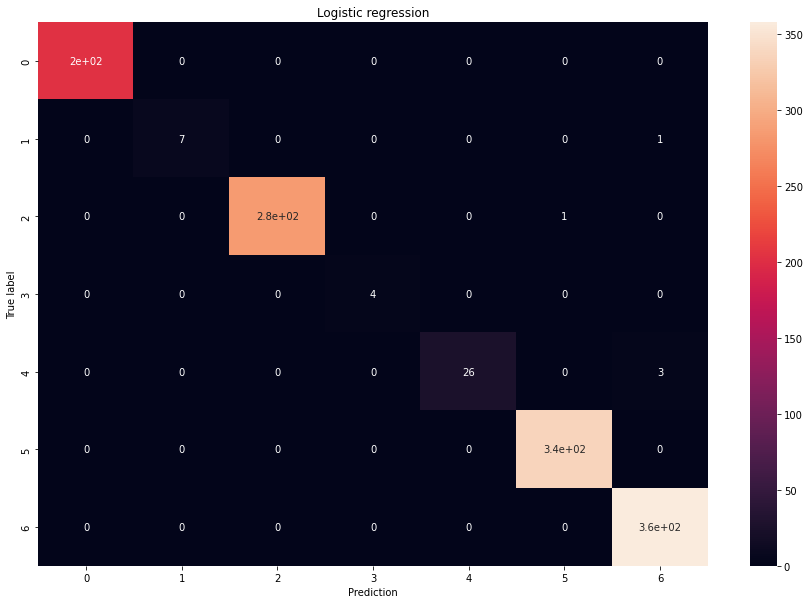 Logistic regression
0 2e+02 0 0 0 0 0 0
1 0 7 0 0 0 0 1
2 0 0 2.8e+02 0 0 1 0
3 0 0 0 4 0 0 0
4 0 0 0 0 26 0 3
5 0 0 0 0 0 3.4e+02 0
6 0 0 0 0 0 0 3.6e+02
0 1 2 3 4 5 6
True label
Prediction
350
300
250
200
150
100
50
0